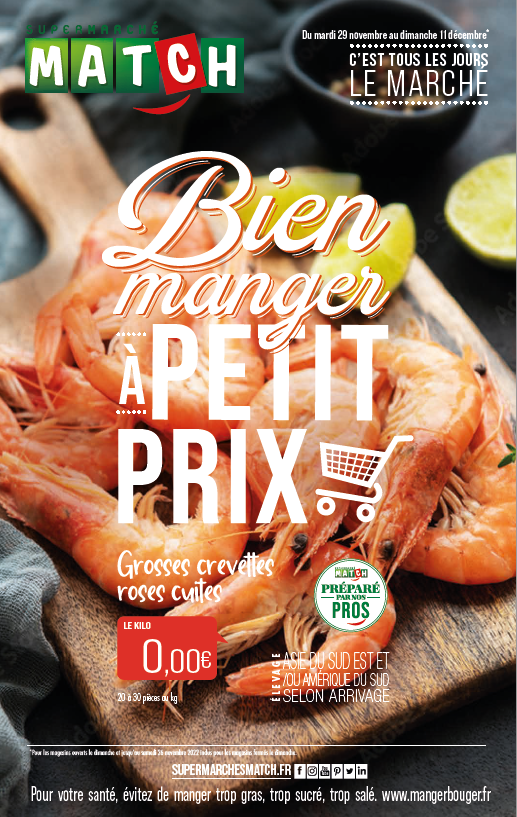 SUPERMARCHÉ
MATCH
Du mardi 29 novembre au dimanche 11 décembre*
C'EST TOUS LES JOURS
LE MARCHÉ
Bien
manger
À PETIT
PRIX
Grosses crevettes
roses cuites
LE KILO
0,00€
20 à 30 pièces au kg
SUPERMARCHÉ
MATCH
PRÉPARÉ
PAR NOS
PROS
ÉLEVAGE
ASIE DU SUD EST ET
/OU AMÉRIQUE DU SUD
SELON ARRIVAGE
*Pour les magasins ouverts le dimanche et jusqu'au samedi 26 novembre 2022 inclus pour les magasins fermés le dimanche.
SUPERMARCHESMATCH.FR
Pour votre santé, évitez de manger trop gras, trop sucré, trop salé. www.mangerbouger.fr